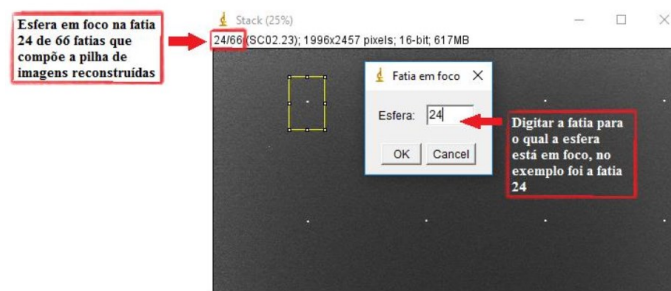 Esfera em foco na fatia
24 de 66 fatias que
compõe a pilha de
imagens reconstruídas
Stack (25%)
24/66 (SC02.23); 1996x2457 pixels; 16-bit; 617MB
Fatia em foco
Esfera: 24
OK Cancel
Digitar a fatia para
o qual a esfera
está em foco, no
exemplo foi a fatia
24